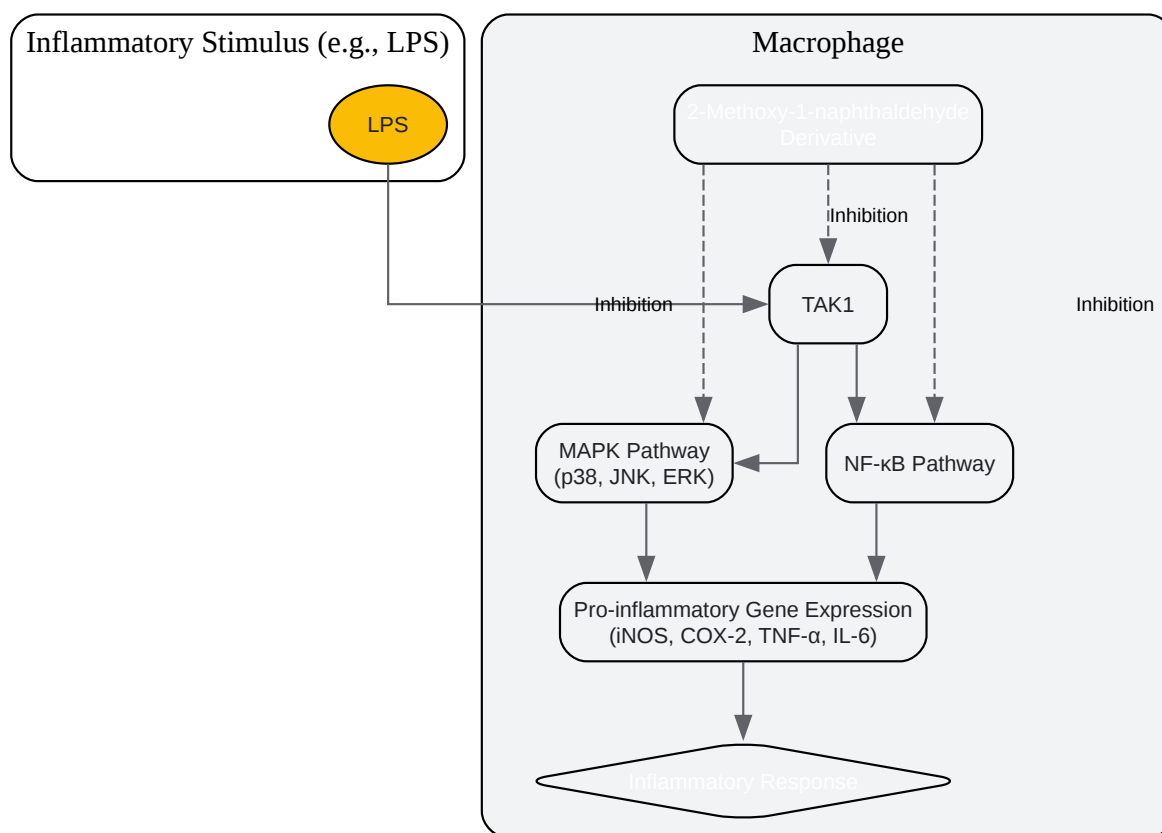 Inflammatory Stimulus (e.g., LPS)
LPS
Macrophage
2-Methoxy-1-naphthaldehyde
Derivative
Inhibition
Inhibition
Inhibition
TAK1
MAPK Pathway
(p38, JNK, ERK)
NF-κB Pathway
Pro-inflammatory Gene Expression
(iNOS, COX-2, TNF-α, IL-6)
Inflammatory Response